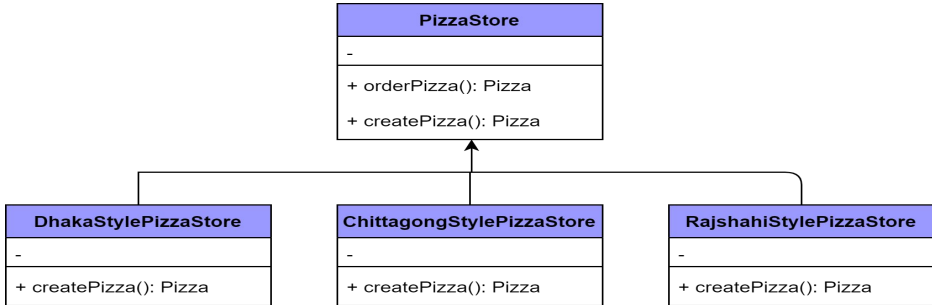 PizzaStore
-
+ orderPizza(): Pizza
+ createPizza(): Pizza
DhakaStylePizzaStore
-
+ createPizza(): Pizza
ChittagongStylePizzaStore
-
+ createPizza(): Pizza
RajshahiStylePizzaStore
-
+ createPizza(): Pizza